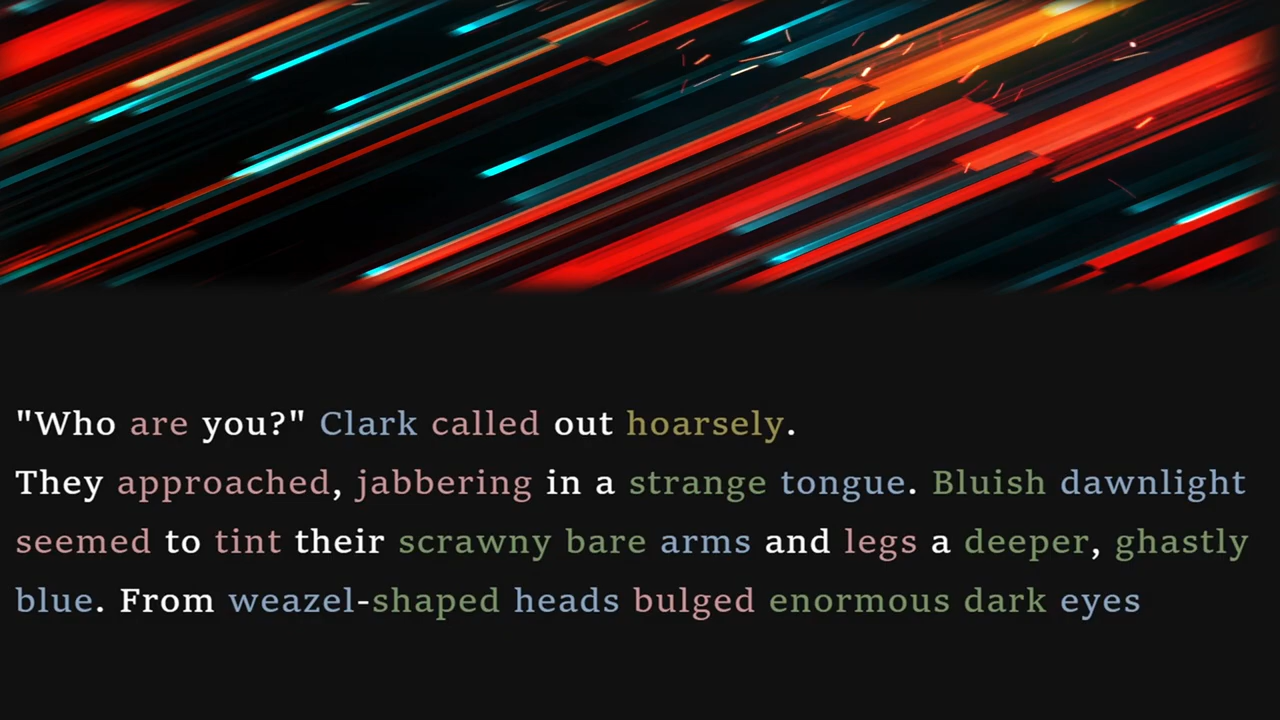 "Who are you?" Clark called out hoarsely.
They approached, jabbering in a strange tongue. Bluish dawnlight
seemed to tint their scrawny bare arms and legs a deeper, ghastly
blue. From weazel-shaped heads bulged enormous dark eyes